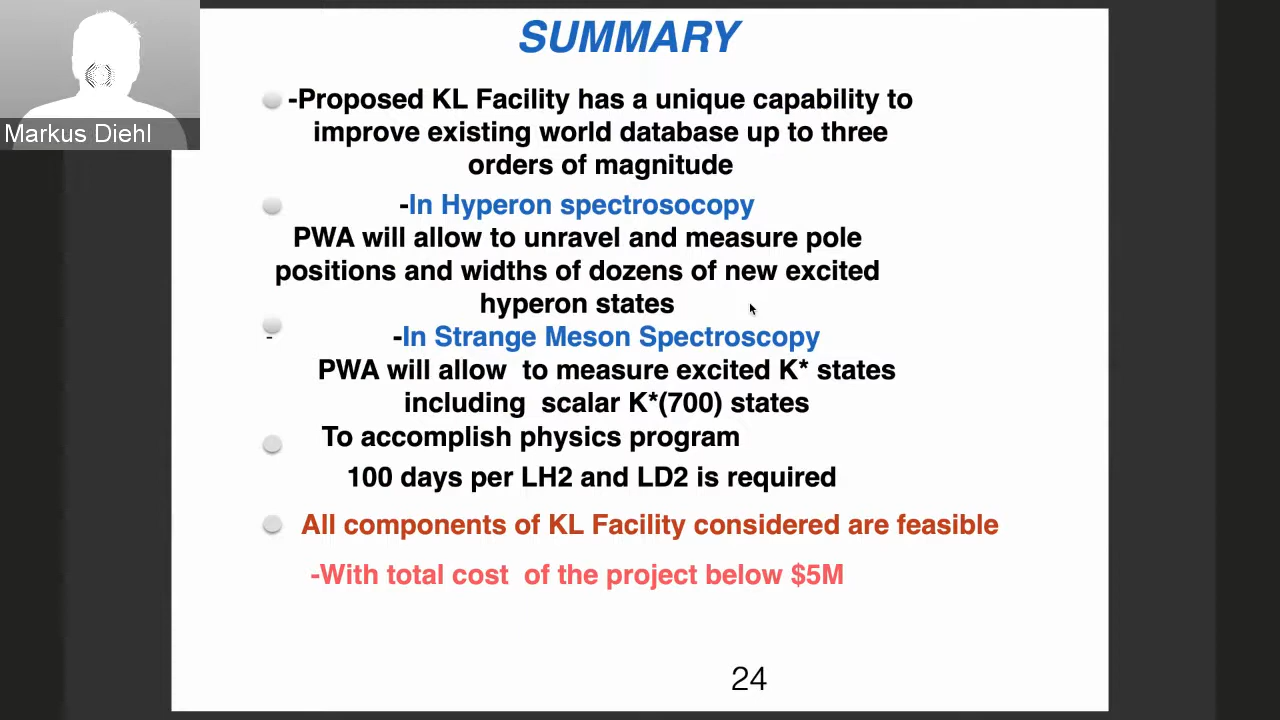 SUMMARY
-Proposed KL Facility has a unique capability to
improve existing world database up to three
orders of magnitude
Markus Diehl
-In Hyperon spectrosocopy
PWA will allow to unravel and measure pole
positions and widths of dozens of new excited
hyperon states
-
-In Strange Meson Spectroscopy
PWA will allow to measure excited K* states
including scalar K*(700) states
To accomplish physics program
100 days per LH2 and LD2 is required
All components of KL Facility considered are feasible
-With total cost of the project below $5M
24